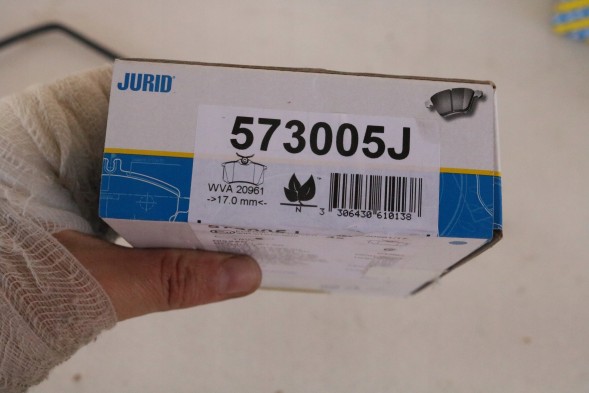 JURID
573005J
WVA 20961
->17.0 mm<-
N
3 306430 610138